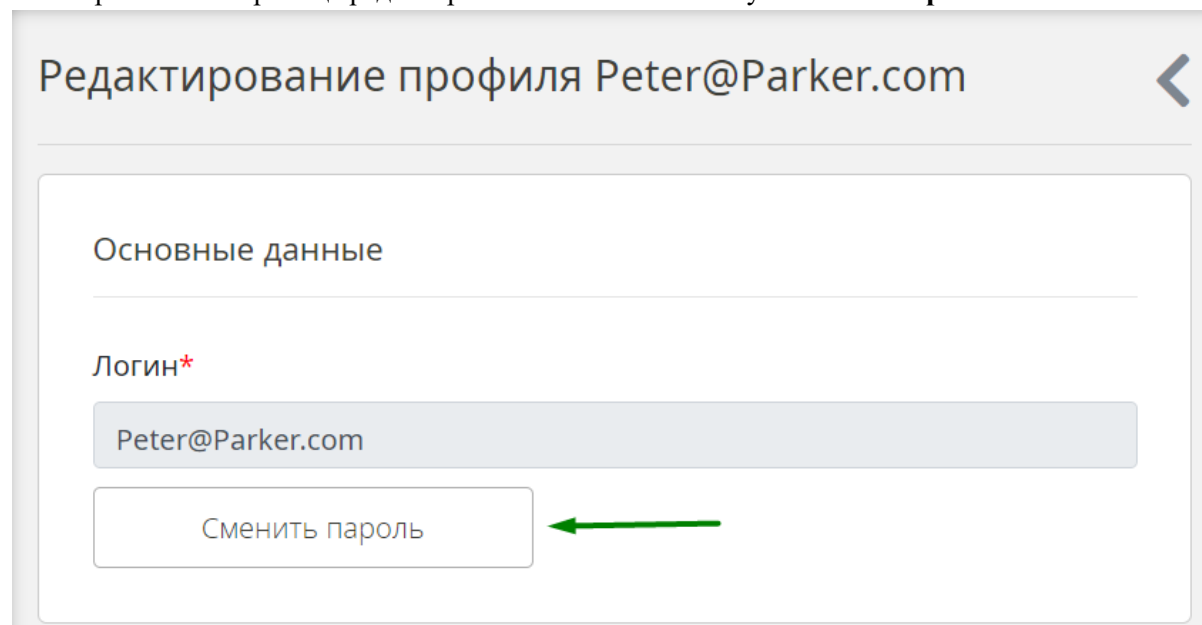 Редактирование профиля Peter@Parker.com
Основные данные
Логин*
Peter@Parker.com
Сменить пароль